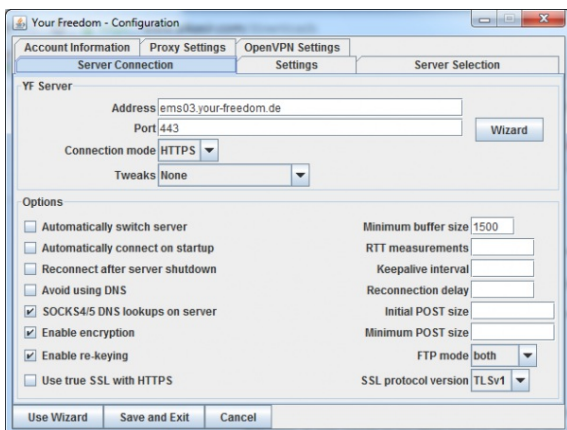 Your Freedom - Configuration
Account Information Proxy Settings OpenVPN Settings
Server Connection Settings Server Selection
YF Server
Address ems03.your-freedom.de
Port 443
Wizard
Connection mode HTTPS
Tweaks None
Options
Automatically switch server Minimum buffer size 1500
Automatically connect on startup RTT measurements
Reconnect after server shutdown Keepalive interval
Avoid using DNS Reconnection delay
SOCKS4/5 DNS lookups on server Initial POST size
Enable encryption Minimum POST size
Enable re-keying FTP mode both
Use true SSL with HTTPS SSL protocol version TLSv1
Use Wizard Save and Exit Cancel